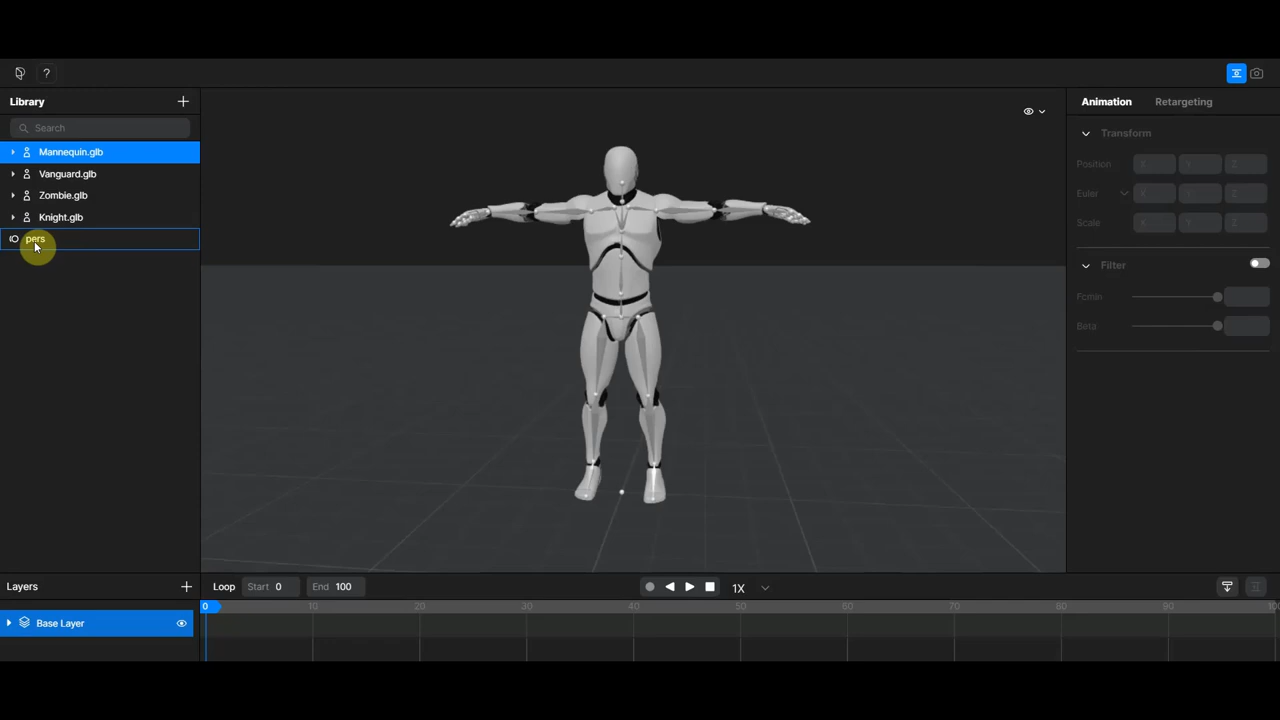 ?
Library
Search
Mannequin.glb
Vanguard.glb
Zombie.glb
Knight.glb
pers
Animation Retargeting
Transform
Position X Y Z
Euler X Y Z
Scale X Y Z
Filter
Fcmin
Beta
Layers
Loop Start 0 End 100 1X
0 10 20 30 40 50 60 70 80 90 100
Base Layer